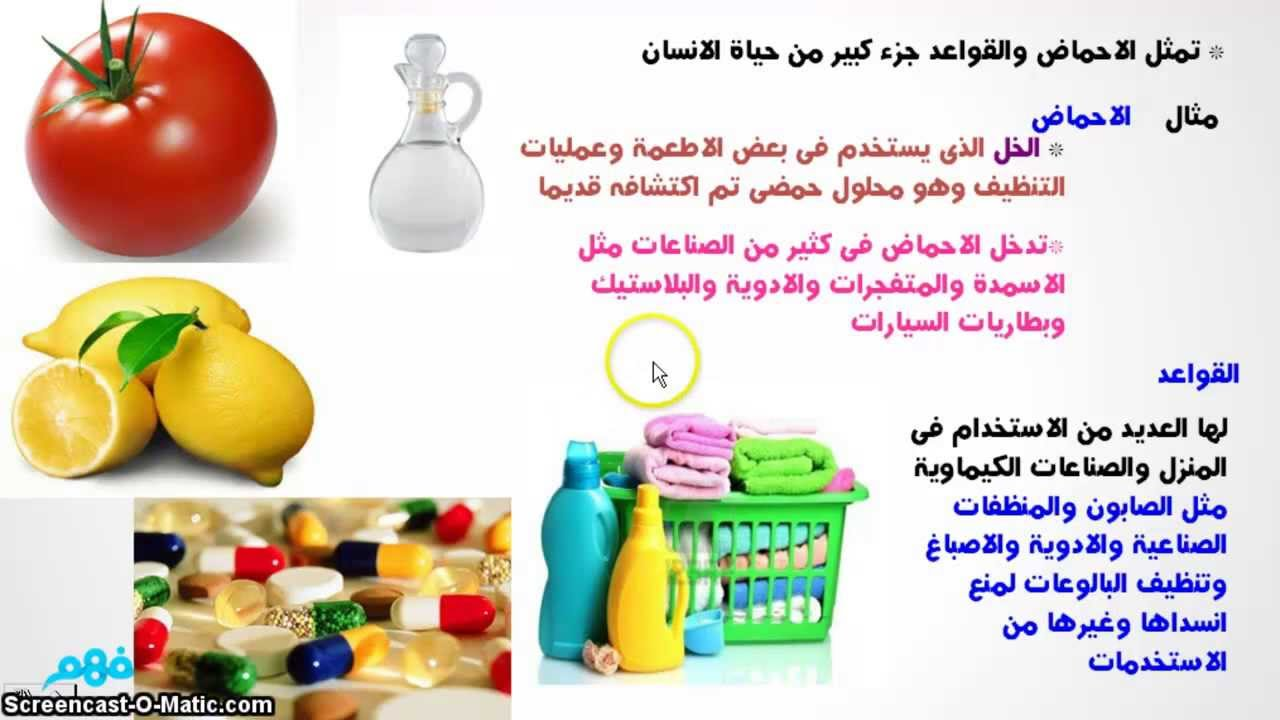 * تمثل الاحماض والقواعد جزء كبير من حياة الانسان
مثال الاحماض
* الخل الذى يستخدم فى بعض الاطعمة وعمليات
التنظيف وهو محلول حمضى تم اكتشافه قديما
*تدخل الاحماض فى كثير من الصناعات مثل
الاسمدة والمتفجرات والادوية والبلاستيك
وبطاريات السيارات
القواعد
لها العديد من الاستخدام فى
المنزل والصناعات الكيماوية
مثل الصابون والمنظفات
الصناعية والادوية والاصباغ
وتنظيف البالوعات لمنع
انسداها وغيرها من
الاستخدمات
فهم
Screencast-O-Matic.com